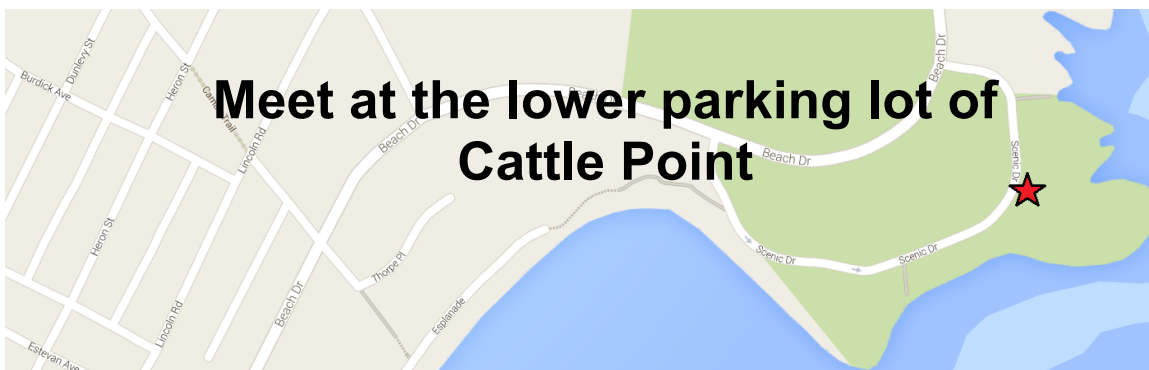 Meet at the lower parking lot of
Cattle Point
Dunlevy St
Burdick Ave
Heron St
Lincoln Rd
Beach Dr
Beach Dr
Beach Dr
Scenic Dr
Heron St
Thorpe Pl
Scenic Dr
Scenic Dr
Beach Dr
Esplanade
Lincoln Rd
Estevan Ave